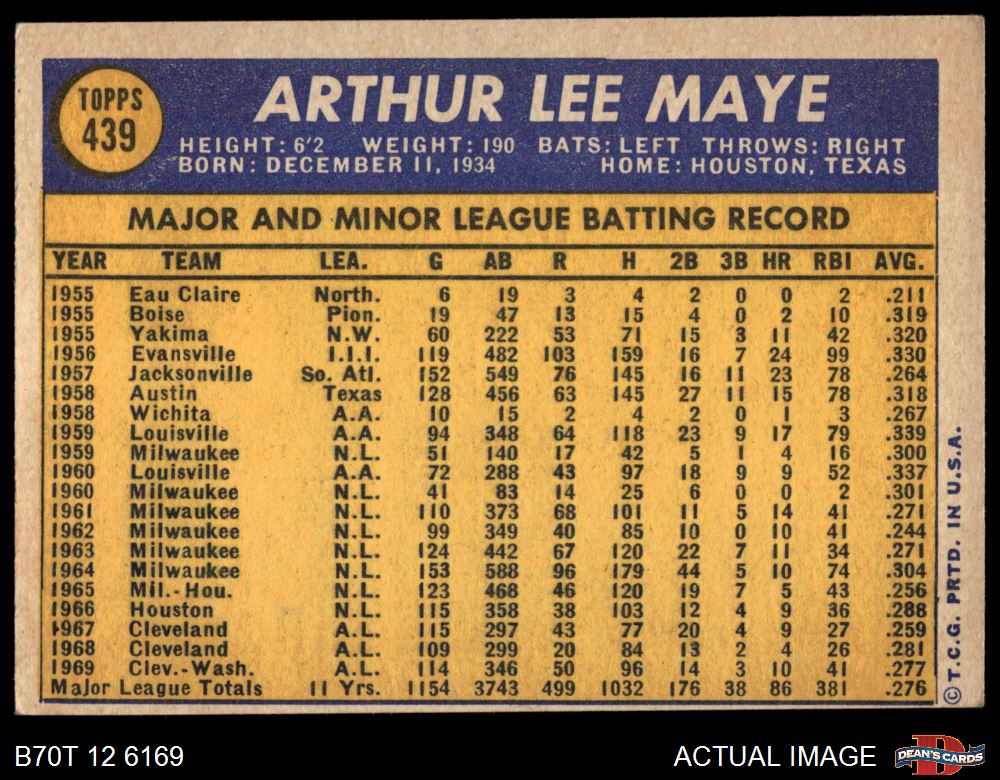 TOPPS
439
ARTHUR LEE MAYE
HEIGHT: 6'2 WEIGHT: 190 BATS: LEFT THROWS: RIGHT
BORN: DECEMBER 11, 1934 HOME: HOUSTON, TEXAS
MAJOR AND MINOR LEAGUE BATTING RECORD
YEAR TEAM LEA. G AB R H 2B 3B HR RBI AVG.
1955 Eau Claire North. 6 19 3 4 2 0 0 2 .211
1955 Boise Pion. 19 47 13 15 4 0 2 10 .319
1955 Yakima N.W. 60 222 53 71 15 3 11 42 .320
1956 Evansville I.I.I. 119 482 103 159 16 7 24 99 .330
1957 Jacksonville So. Atl. 152 549 76 145 16 11 23 78 .264
1958 Austin Texas 128 456 63 145 27 11 15 78 .318
1958 Wichita A.A. 10 15 2 4 2 0 1 3 .267
1959 Louisville A.A. 94 348 64 118 23 9 17 79 .339
1959 Milwaukee N.L. 51 140 17 42 5 1 4 16 .300
1960 Louisville A.A. 72 288 43 97 18 9 9 52 .337
1960 Milwaukee N.L. 41 83 14 25 6 0 0 2 .301
1961 Milwaukee N.L. 110 373 68 101 11 5 14 41 .271
1962 Milwaukee N.L. 99 349 40 85 10 0 10 41 .244
1963 Milwaukee N.L. 124 442 67 120 22 7 11 34 .271
1964 Milwaukee N.L. 153 588 96 179 44 5 10 74 .304
1965 Mil.-Hou. N.L. 123 468 46 120 19 7 5 43 .256
1966 Houston N.L. 115 358 38 103 12 4 9 36 .288
1967 Cleveland A.L. 115 297 43 77 20 4 9 27 .259
1968 Cleveland A.L. 109 299 20 84 13 2 4 26 .281
1969 Clev.-Wash. A.L. 114 346 50 96 14 3 10 41 .277
Major League Totals 11 Yrs. 1154 3743 499 1032 176 38 86 381 .276
© T.C.G. PRTD. IN U.S.A.
B70T 12 6169
ACTUAL IMAGE
DEAN'S CARDS